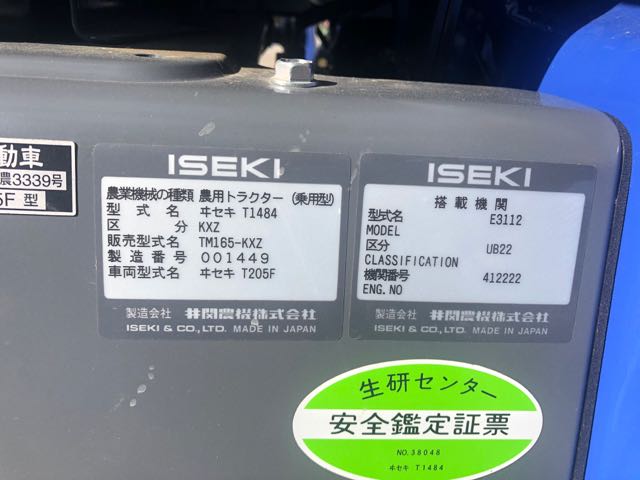 動車
農3339号
5F 型
ISEKI
農業機械の種類 農用トラクター(乗用型)
型式名 ヰセキ T1484
区分 KXZ
販売型式名 TM165-KXZ
製造番号 001449
車両型式名 ヰセキ T205F
製造会社 井関農機株式会社
ISEKI & CO., LTD. MADE IN JAPAN
ISEKI
搭載機関
型式名 E3112
MODEL
区分 UB22
CLASSIFICATION
機関番号 412222
ENG.NO
製造会社 井関農機株式会社
ISEKI & CO., LTD. MADE IN JAPAN
生研センター
安全鑑定証票
NO.38048
ヰセキ T1484